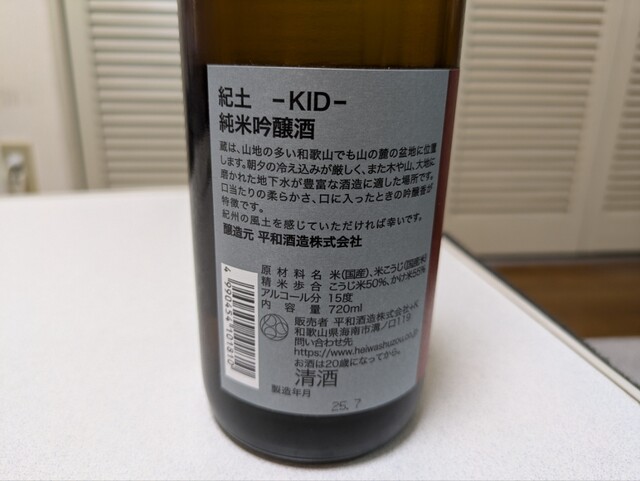 紀土 -KID-
純米吟醸酒
蔵は、山地の多い和歌山でも山の麓の盆地に位置
します。朝夕の冷え込みが厳しく、また木や山、大地に
磨かれた地下水が豊富な酒造に適した場所です。
口当たりの柔らかさ、口に入ったときの吟醸香が
特徴です。
紀州の風土を感じていただければ幸いです。
醸造元 平和酒造株式会社
原材料名 米(国産)、米こうじ(国産米)
精米歩合 こうじ米50%、かけ米55%
アルコール分 15度
内容量 720ml
販売者 平和酒造株式会社+K
和歌山県海南市溝ノ口119
問い合わせ先
https://www.heiwashuzou.co.jp
お酒は20歳になってから。
清酒
製造年月
25.7
4990434101810